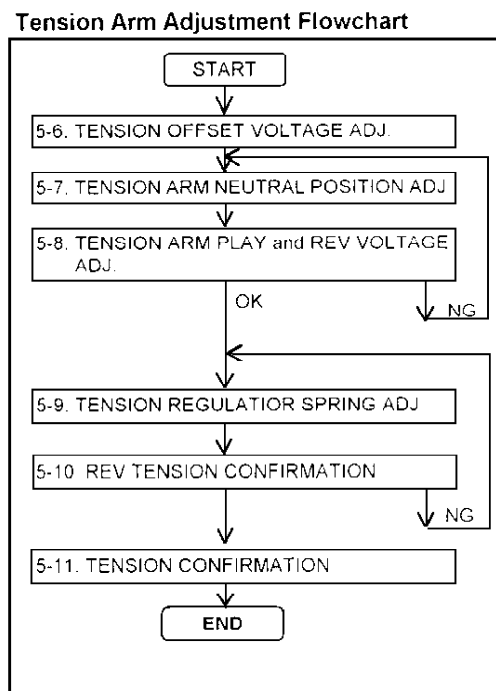 Tension Arm Adjustment Flowchart
START
5-6. TENSION OFFSET VOLTAGE ADJ.
5-7. TENSION ARM NEUTRAL POSITION ADJ
5-8. TENSION ARM PLAY and REV VOLTAGE
ADJ.
OK
NG
5-9. TENSION REGULATIOR SPRING ADJ
5-10 REV TENSION CONFIRMATION
NG
5-11. TENSION CONFIRMATION
END